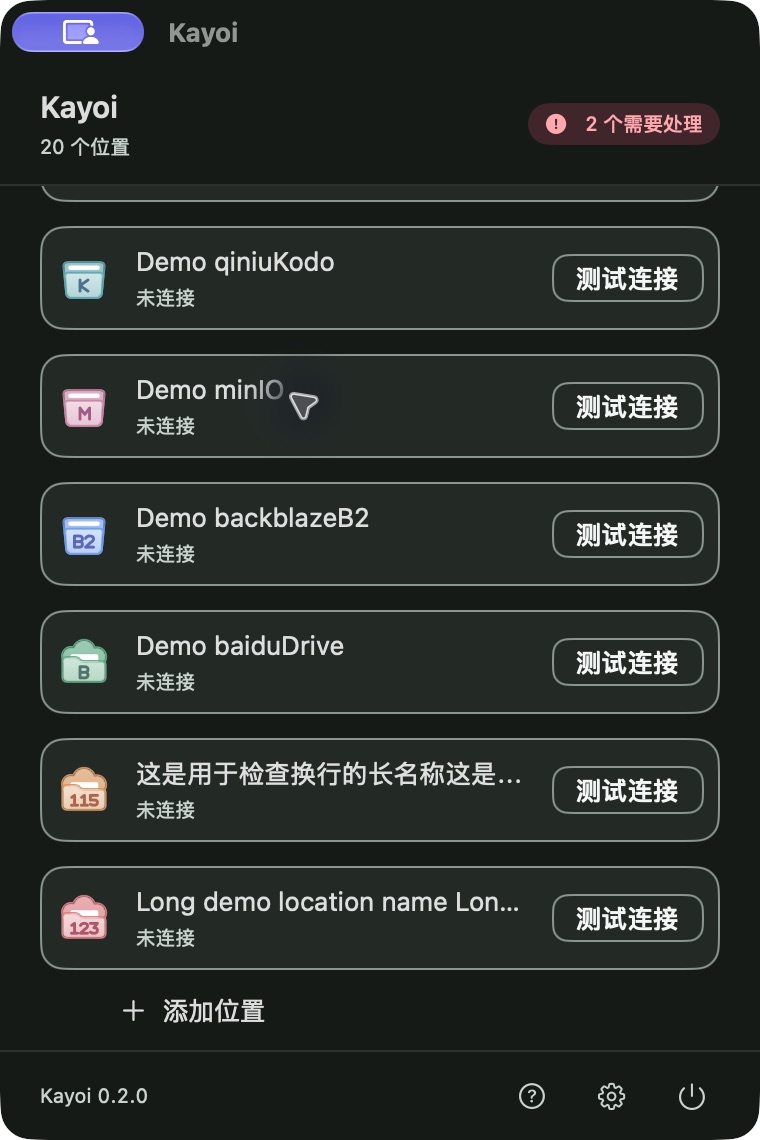 Kayoi
Kayoi
20 个位置
2 个需要处理
K
Demo qiniuKodo
未连接
测试连接
M
Demo minIO
未连接
测试连接
B2
Demo backblazeB2
未连接
测试连接
B
Demo baiduDrive
未连接
测试连接
115
这是用于检查换行的长名称这是…
未连接
测试连接
123
Long demo location name Lon...
未连接
测试连接
+ 添加位置
Kayoi 0.2.0